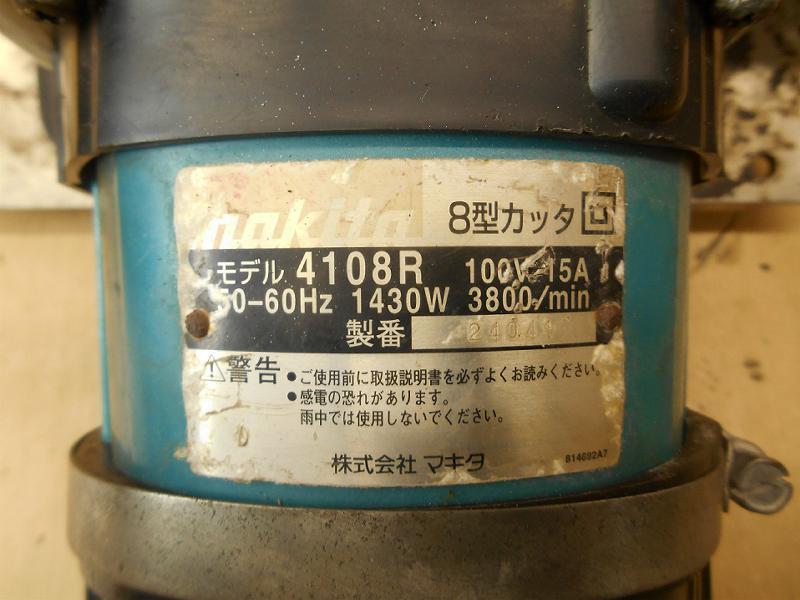 makita
8型カッタ
モデル 4108R 100V 15A
50-60Hz 1430W 3800/min
製番 24041
警告 ●ご使用前に取扱説明書を必ずよくお読みください。
●感電の恐れがあります。
雨中では使用しないでください。
株式会社 マキタ 814692A7